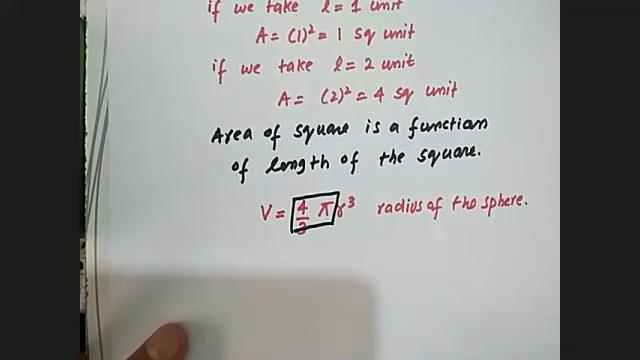 if we take l = 1 unit
A = (1)² = 1 sq unit
if we take l = 2 unit
A = (2)² = 4 sq unit
Area of square is a function
of length of the square.
V = 4/3 π r³ radius of the sphere.